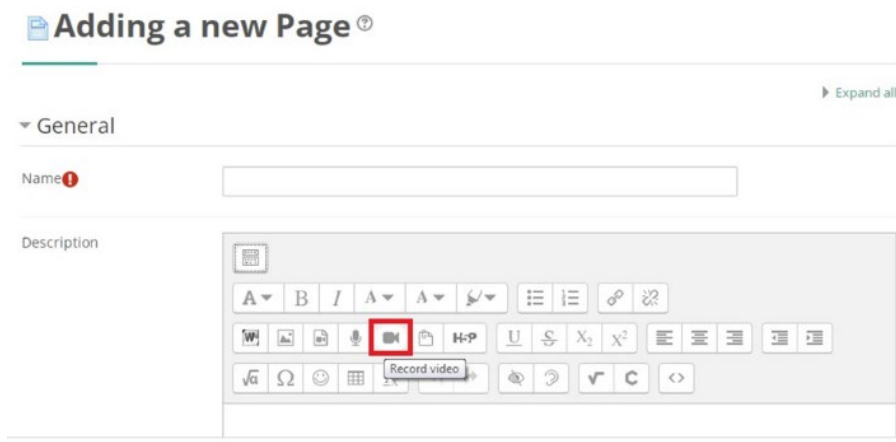 Adding a new Page ?
Expand all
General
Name !
Description
A B I A A
W H-P U S X₂ X²
Record video
√α Ω C <>